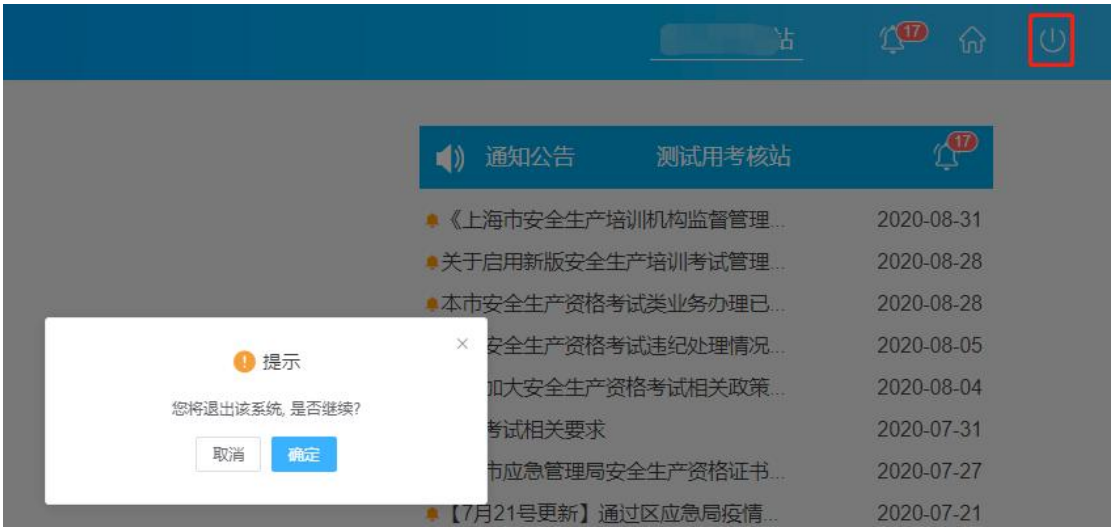 站
17
通知公告
测试用考核站
17
《上海市安全生产培训机构监督管理...
2020-08-31
关于启用新版安全生产培训考试管理...
2020-08-28
本市安全生产资格考试类业务办理已...
2020-08-28
安全生产资格考试违纪处理情况...
2020-08-05
加大安全生产资格考试相关政策...
2020-08-04
考试相关要求
2020-07-31
市应急管理局安全生产资格证书...
2020-07-27
【7月21号更新】通过区应急局疫情...
2020-07-21
提示
您将退出该系统, 是否继续?
取消
确定